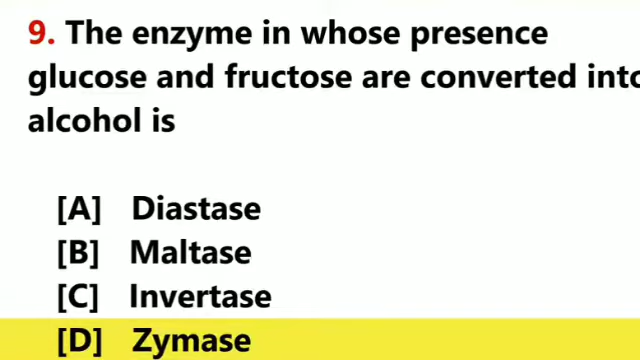 9. The enzyme in whose presence
glucose and fructose are converted into
alcohol is
[A] Diastase
[B] Maltase
[C] Invertase
[D] Zymase